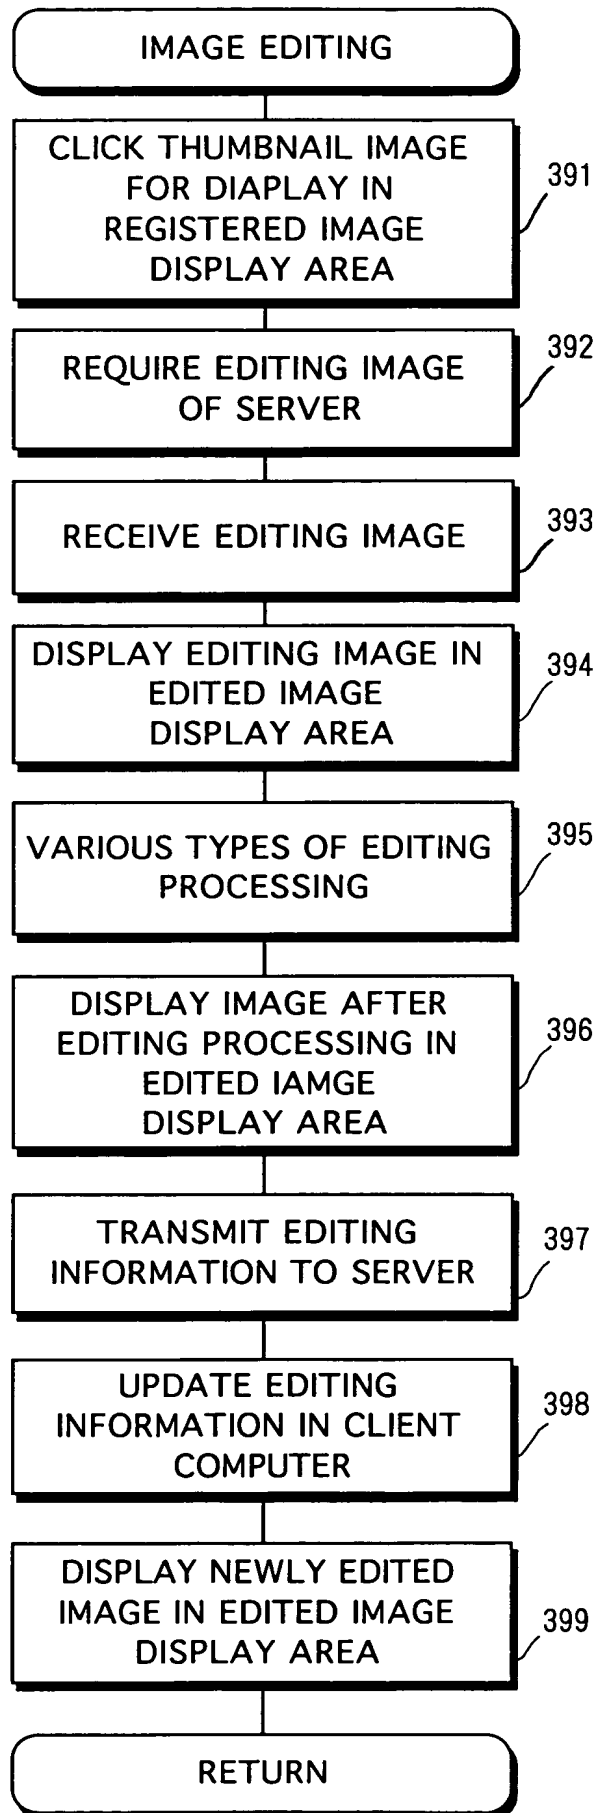 IMAGE EDITING
CLICK THUMBNAIL IMAGE
FOR DIAPLAY IN
REGISTERED IMAGE
DISPLAY AREA
391
REQUIRE EDITING IMAGE
OF SERVER
392
RECEIVE EDITING IMAGE
393
DISPLAY EDITING IMAGE IN
EDITED IMAGE
DISPLAY AREA
394
VARIOUS TYPES OF EDITING
PROCESSING
395
DISPLAY IMAGE AFTER
EDITING PROCESSING IN
EDITED IAMGE
DISPLAY AREA
396
TRANSMIT EDITING
INFORMATION TO SERVER
397
UPDATE EDITING
INFORMATION IN CLIENT
COMPUTER
398
DISPLAY NEWLY EDITED
IMAGE IN EDITED IMAGE
DISPLAY AREA
399
RETURN